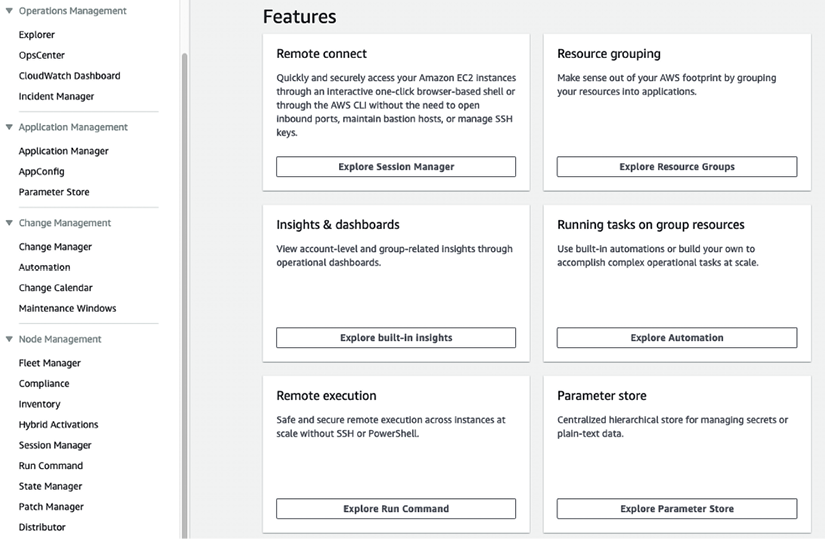 Operations Management
Explorer
OpsCenter
CloudWatch Dashboard
Incident Manager
Application Management
Application Manager
AppConfig
Parameter Store
Change Management
Change Manager
Automation
Change Calendar
Maintenance Windows
Node Management
Fleet Manager
Compliance
Inventory
Hybrid Activations
Session Manager
Run Command
State Manager
Patch Manager
Distributor
Features
Remote connect
Quickly and securely access your Amazon EC2 instances
through an interactive one-click browser-based shell or
through the AWS CLI without the need to open
inbound ports, maintain bastion hosts, or manage SSH
keys.
Explore Session Manager
Resource grouping
Make sense out of your AWS footprint by grouping
your resources into applications.
Explore Resource Groups
Insights & dashboards
View account-level and group-related insights through
operational dashboards.
Explore built-in insights
Running tasks on group resources
Use built-in automations or build your own to
accomplish complex operational tasks at scale.
Explore Automation
Remote execution
Safe and secure remote execution across instances at
scale without SSH or PowerShell.
Explore Run Command
Parameter store
Centralized hierarchical store for managing secrets or
plain-text data.
Explore Parameter Store